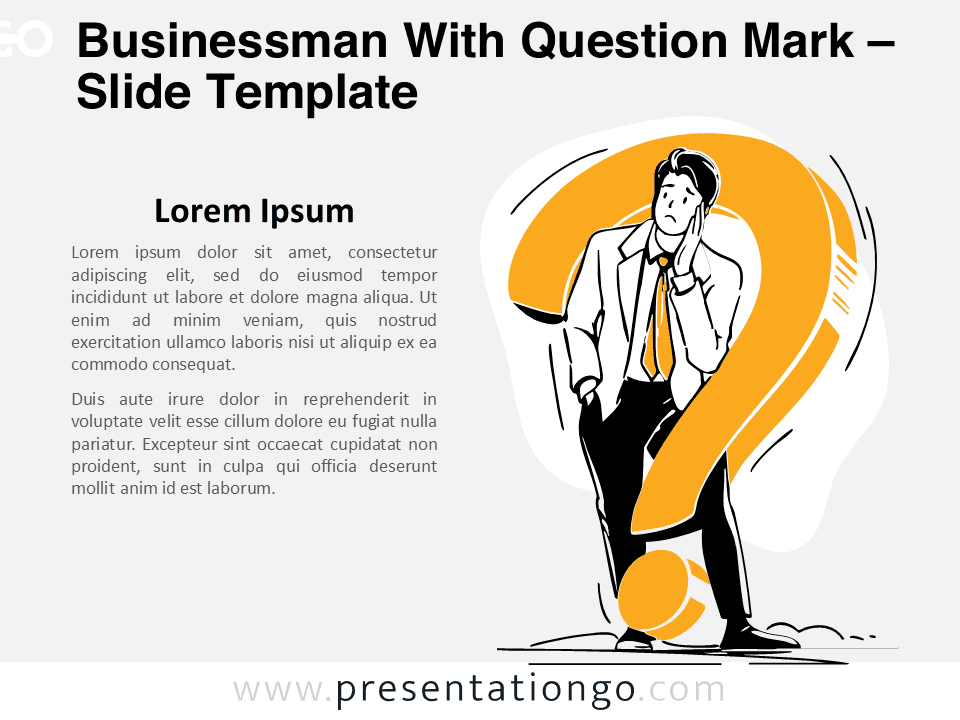 Businessman With Question Mark –
Slide Template
Lorem Ipsum
Lorem ipsum dolor sit amet, consectetur
adipiscing elit, sed do eiusmod tempor
incididunt ut labore et dolore magna aliqua. Ut
enim ad minim veniam, quis nostrud
exercitation ullamco laboris nisi ut aliquip ex ea
commodo consequat.
Duis aute irure dolor in reprehenderit in
voluptate velit esse cillum dolore eu fugiat nulla
pariatur. Excepteur sint occaecat cupidatat non
proident, sunt in culpa qui officia deserunt
mollit anim id est laborum.
www.presentationgo.com